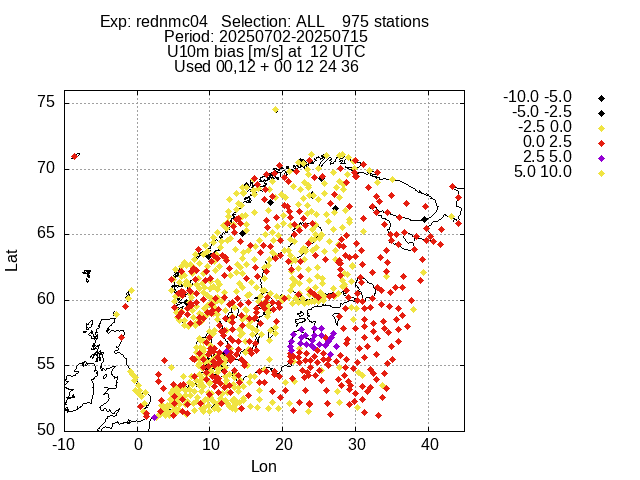 Exp: rednmc04   Selection: ALL    975 stations
Period: 20250702-20250715
U10m bias [m/s] at  12 UTC
Used 00,12 + 00 12 24 36
-10.0 -5.0
-5.0 -2.5
-2.5 0.0
0.0 2.5
2.5 5.0
5.0 10.0
75
70
65
60
55
50
Lat
-10 0 10 20 30 40
Lon